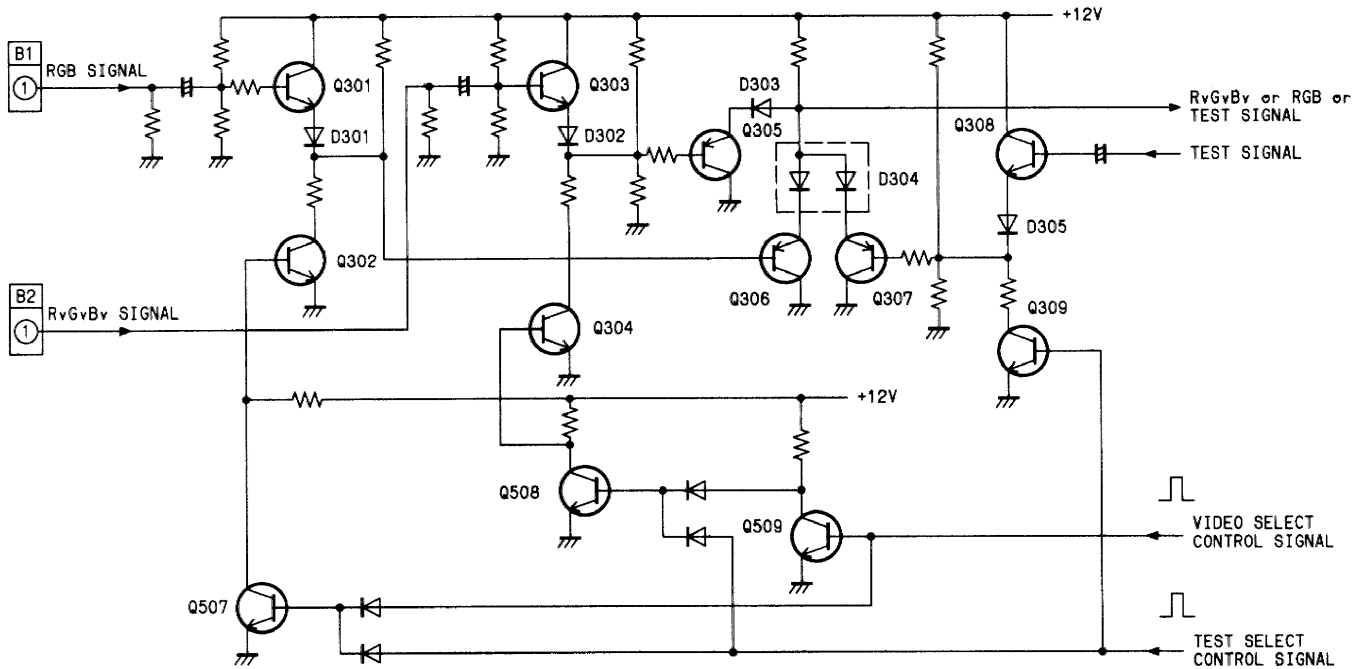 +12V
B1
1
RGB SIGNAL
Q301
Q303
D303
RvGvBv or RGB or
TEST SIGNAL
Q305
Q308
D301
D302
TEST SIGNAL
D304
D305
Q302
Q306
Q307
Q309
B2
1
RvGvBv SIGNAL
Q304
+12V
Q508
Q509
VIDEO SELECT
CONTROL SIGNAL
Q507
TEST SELECT
CONTROL SIGNAL